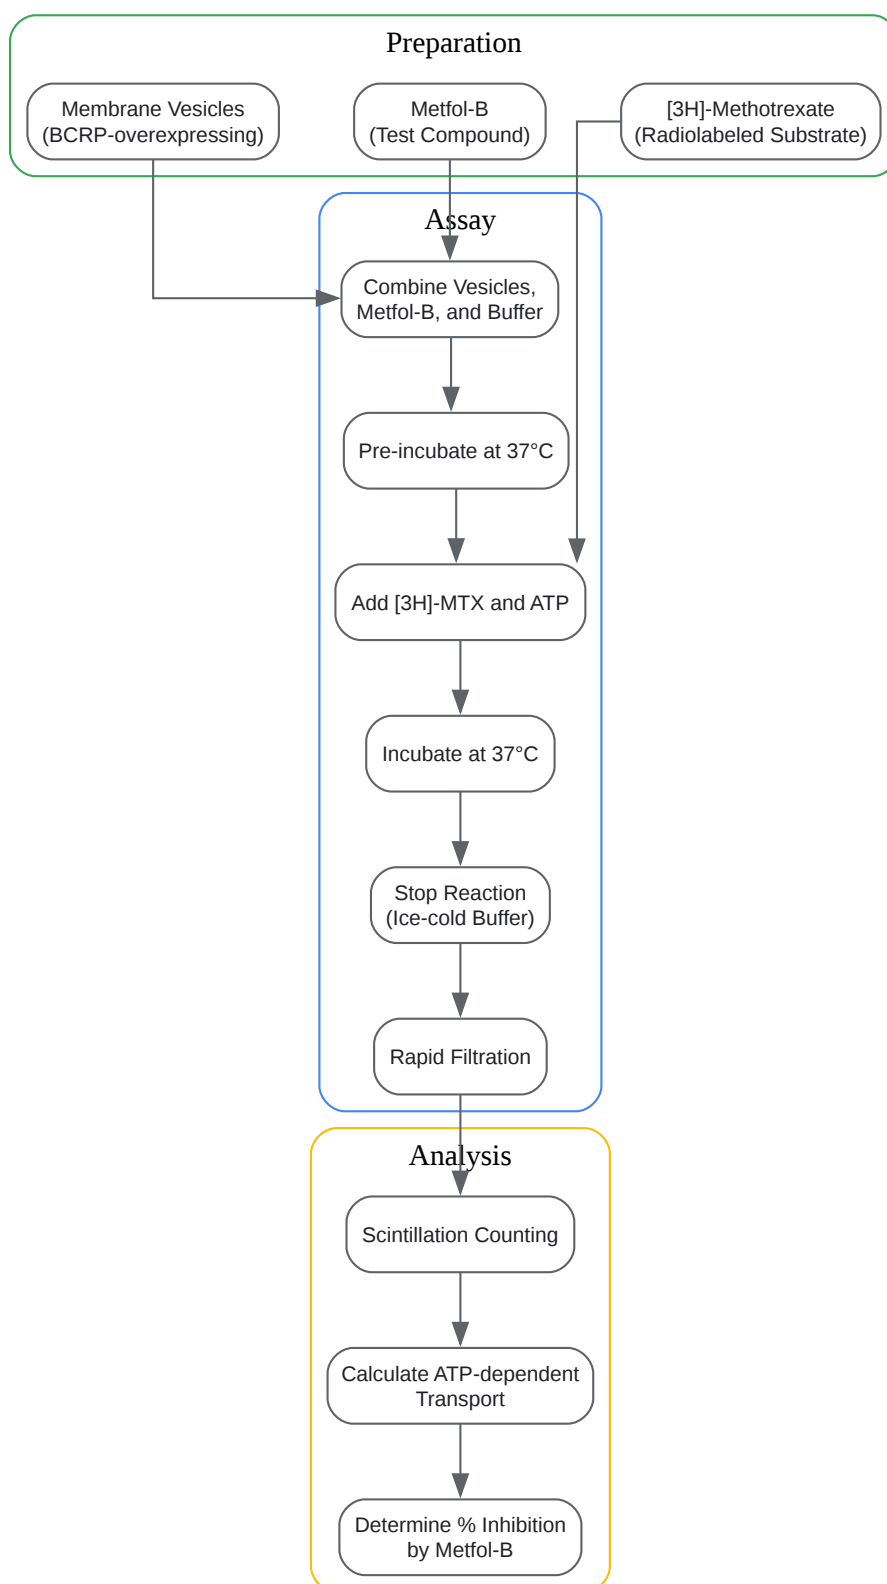 Preparation
Membrane Vesicles
(BCRP-overexpressing)
Metfol-B
(Test Compound)
[3H]-Methotrexate
(Radiolabeled Substrate)
Assay
Combine Vesicles,
Metfol-B, and Buffer
Pre-incubate at 37°C
Add [3H]-MTX and ATP
Incubate at 37°C
Stop Reaction
(Ice-cold Buffer)
Rapid Filtration
Analysis
Scintillation Counting
Calculate ATP-dependent
Transport
Determine % Inhibition
by Metfol-B